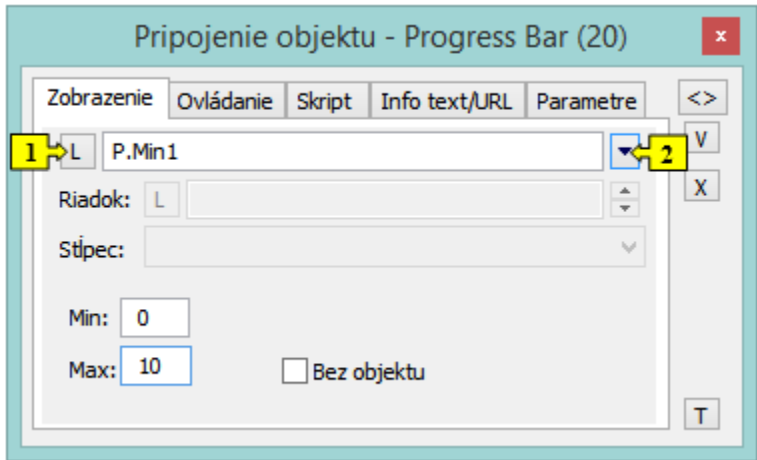 Pripojenie objektu - Progress Bar (20) x
Zobrazenie Ovládanie Skript Info text/URL Parametre <>
1 L P.Min1 2 V
Riadok: L X
Stĺpec:
Min: 0
Max: 10 Bez objektu
T